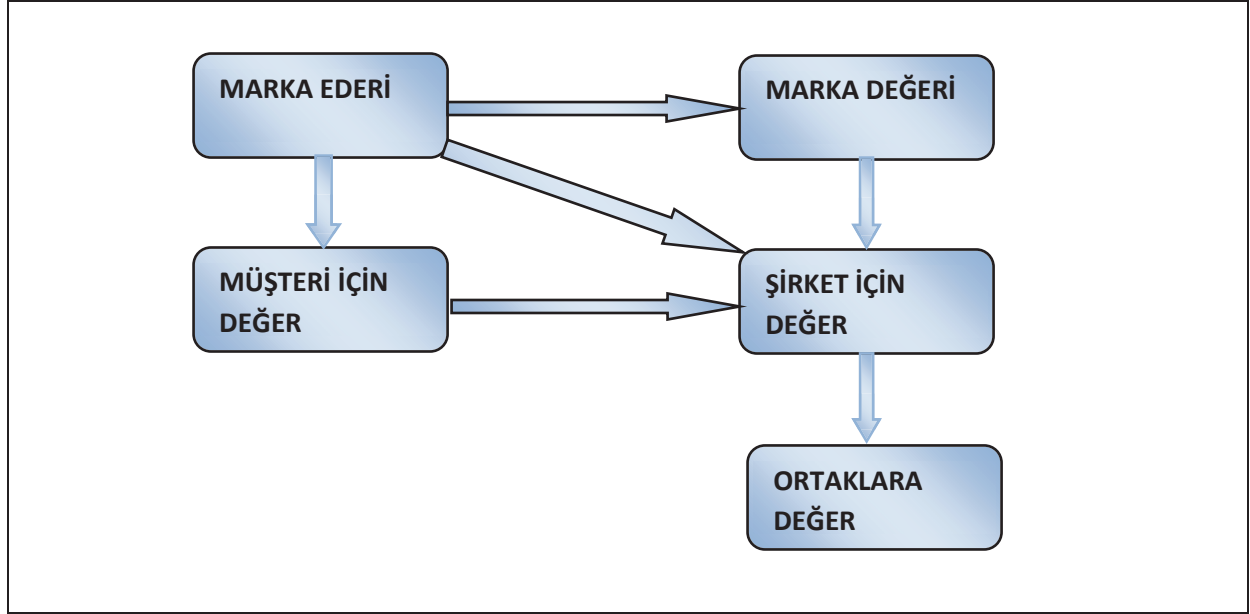 MARKA EDERİ
MARKA DEĞERİ
MÜŞTERİ İÇİN
DEĞER
ŞİRKET İÇİN
DEĞER
ORTAKLARA
DEĞER